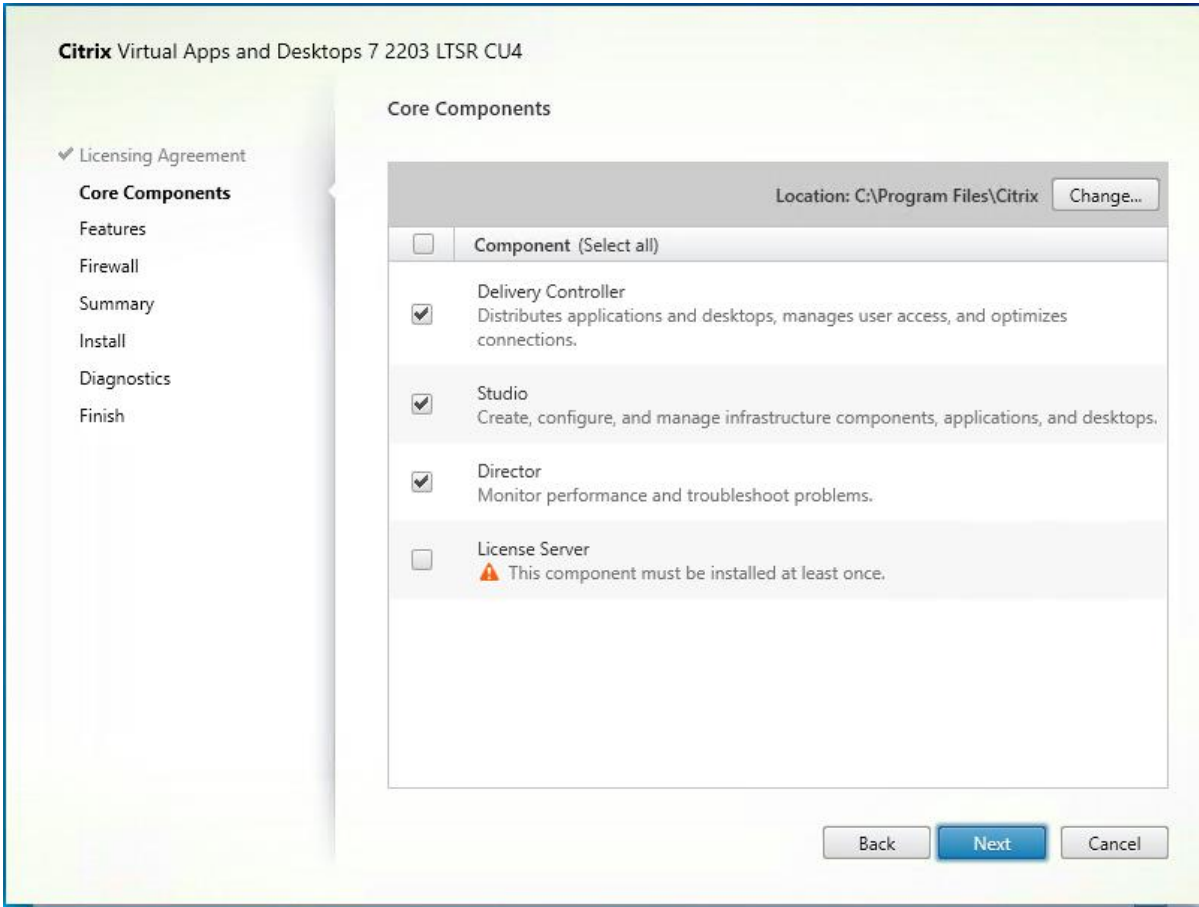 Citrix Virtual Apps and Desktops 7 2203 LTSR CU4
Licensing Agreement
Core Components
Features
Firewall
Summary
Install
Diagnostics
Finish
Core Components
Location: C:\Program Files\Citrix
Change...
Component (Select all)
Delivery Controller
Distributes applications and desktops, manages user access, and optimizes
connections.
Studio
Create, configure, and manage infrastructure components, applications, and desktops.
Director
Monitor performance and troubleshoot problems.
License Server
This component must be installed at least once.
Back
Next
Cancel